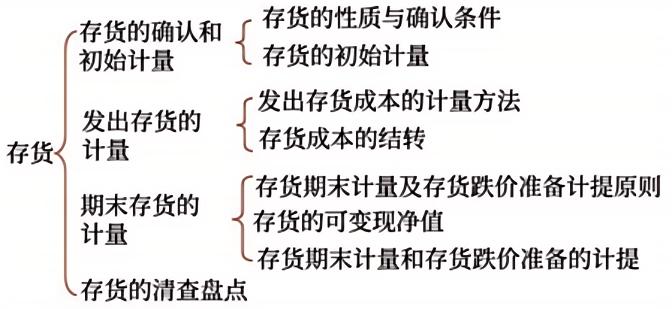 存货
存货的确认和
初始计量
存货的性质与确认条件
存货的初始计量
发出存货的
计量
发出存货成本的计量方法
存货成本的结转
期末存货的
计量
存货期末计量及存货跌价准备计提原则
存货的可变现净值
存货期末计量和存货跌价准备的计提
存货的清查盘点